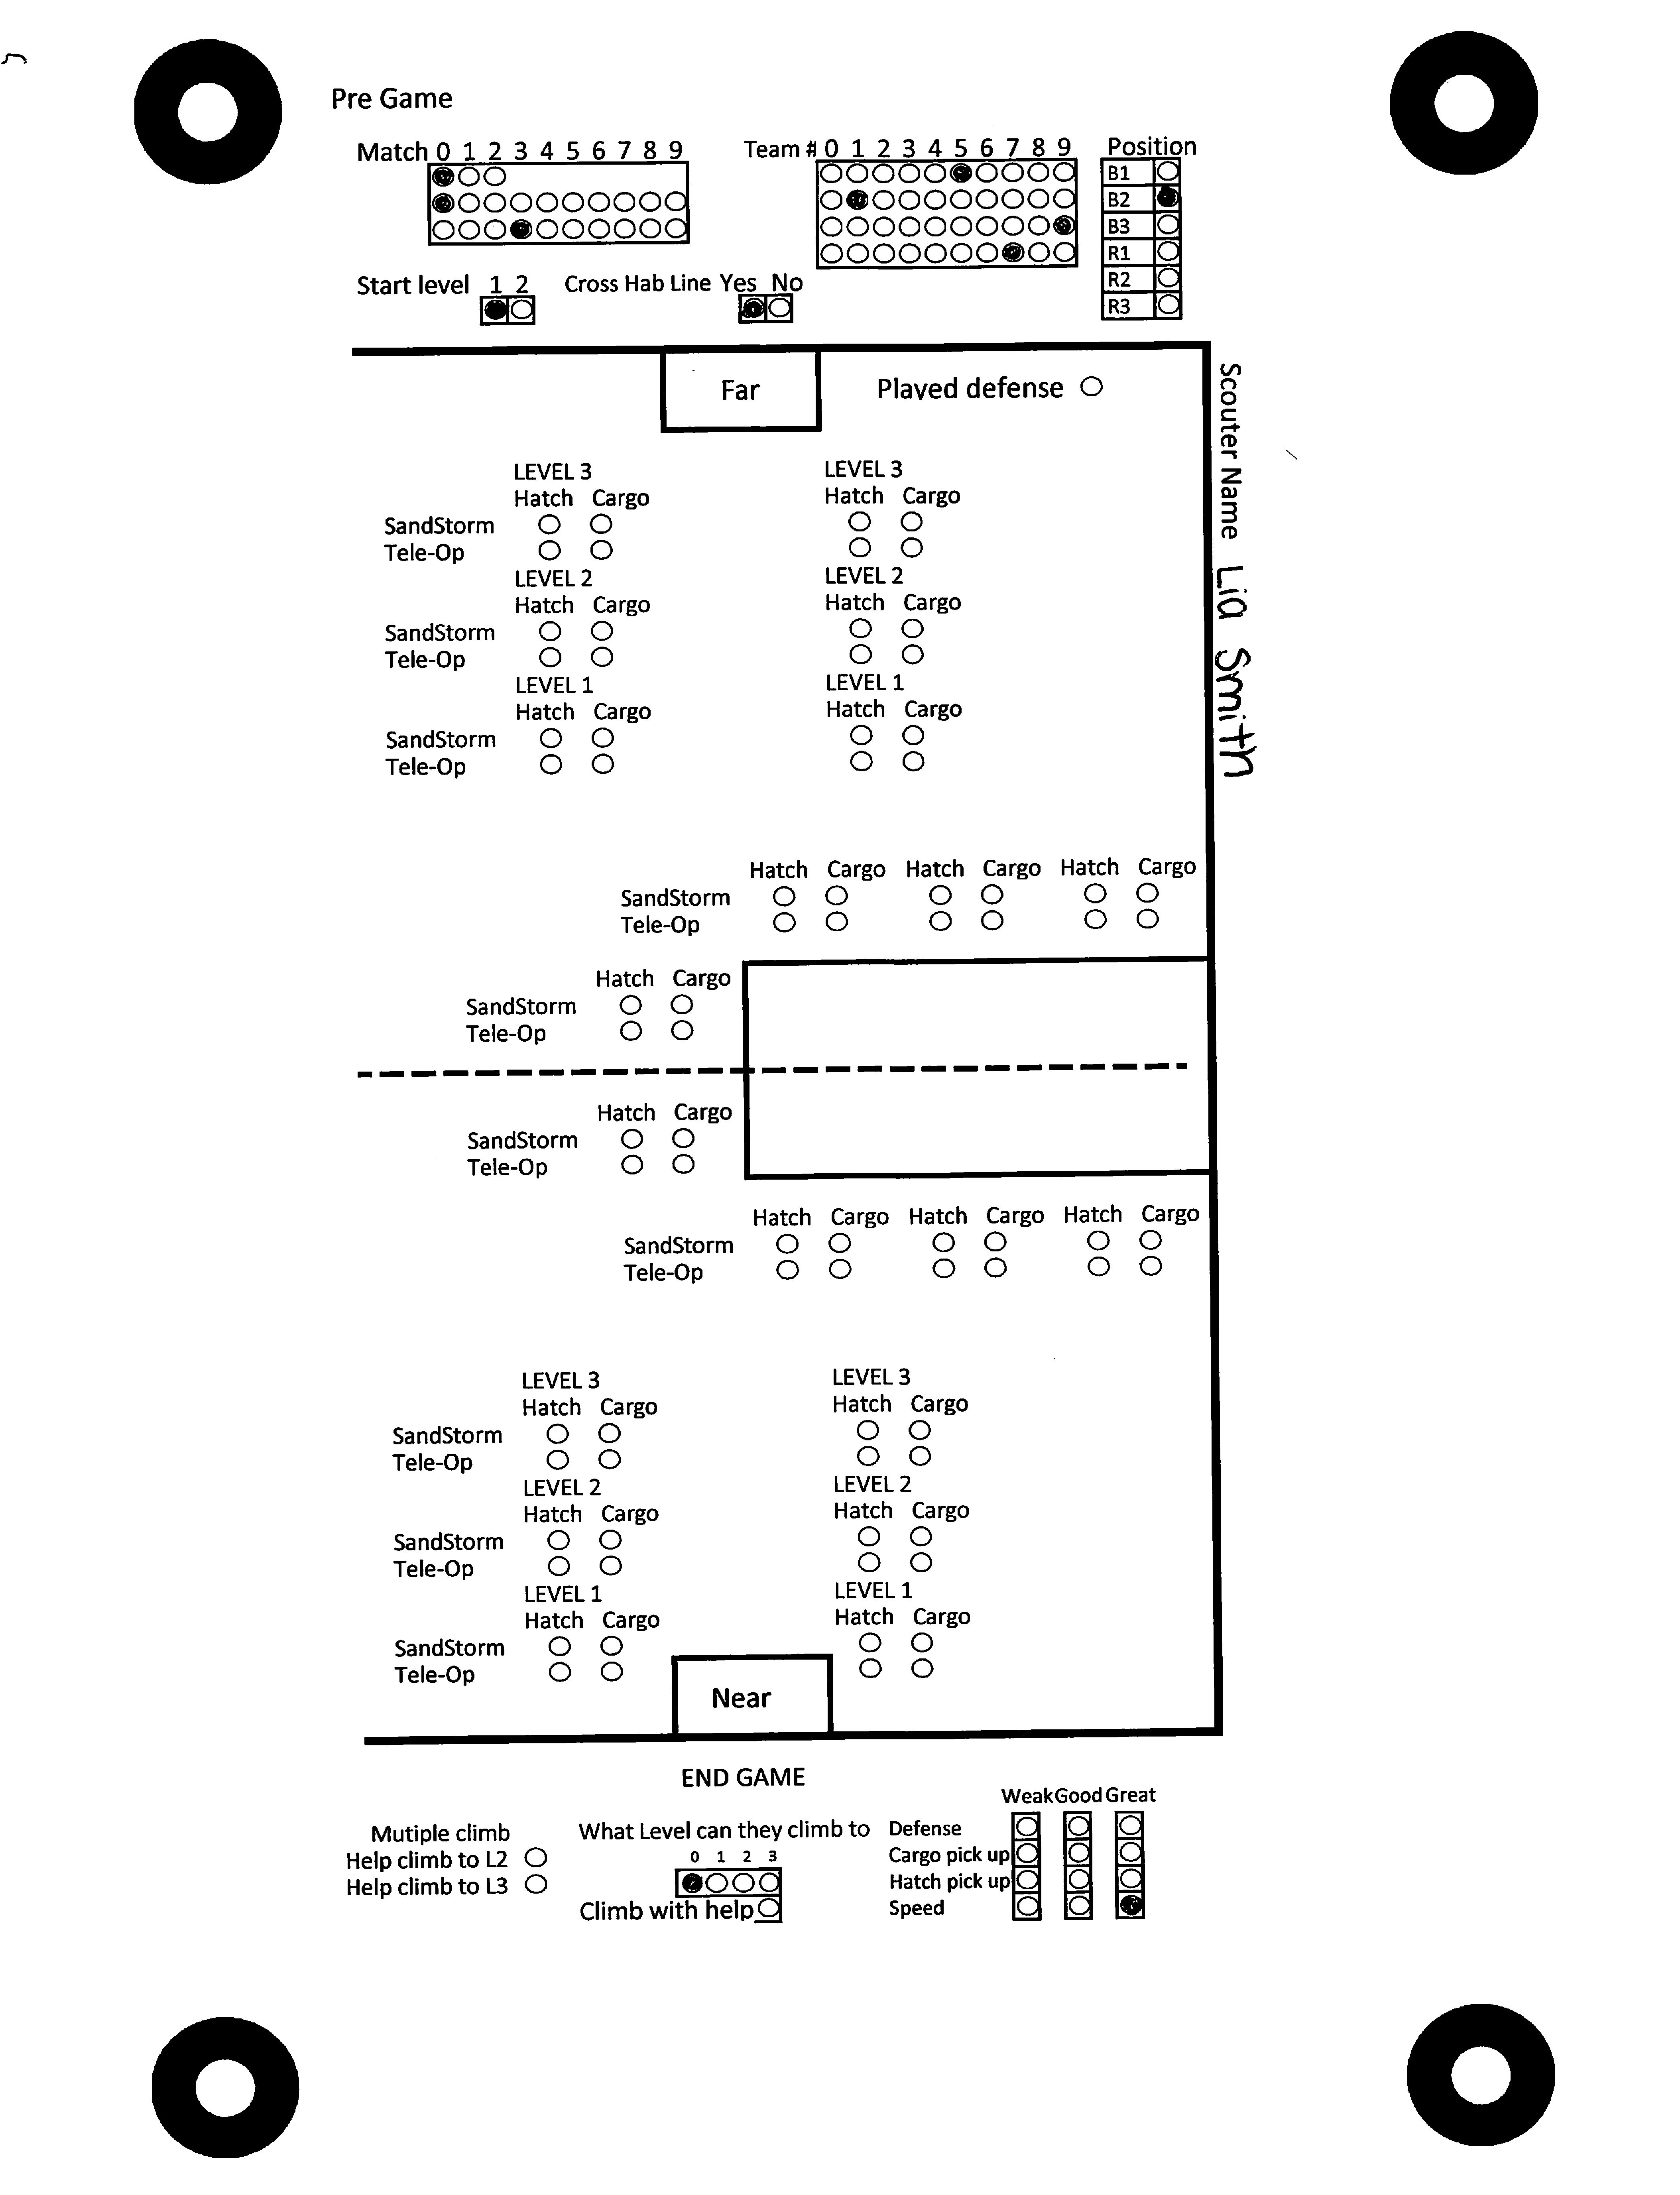 Pre Game
Match 0 1 2 3 4 5 6 7 8 9
Team # 0 1 2 3 4 5 6 7 8 9
Position
B1
B2
B3
R1
R2
R3
Start level 1 2
Cross Hab Line Yes No
Far
Played defense
Scouter Name Lia Smith
LEVEL 3 LEVEL 3
Hatch Cargo Hatch Cargo
SandStorm
Tele-Op
LEVEL 2 LEVEL 2
Hatch Cargo Hatch Cargo
SandStorm
Tele-Op
LEVEL 1 LEVEL 1
Hatch Cargo Hatch Cargo
SandStorm
Tele-Op
Hatch Cargo Hatch Cargo Hatch Cargo
SandStorm
Tele-Op
Hatch Cargo
SandStorm
Tele-Op
Hatch Cargo
SandStorm
Tele-Op
Hatch Cargo Hatch Cargo Hatch Cargo
SandStorm
Tele-Op
LEVEL 3 LEVEL 3
Hatch Cargo Hatch Cargo
SandStorm
Tele-Op
LEVEL 2 LEVEL 2
Hatch Cargo Hatch Cargo
SandStorm
Tele-Op
LEVEL 1 LEVEL 1
Hatch Cargo Hatch Cargo
SandStorm
Tele-Op
Near
END GAME
Mutiple climb
Help climb to L2
Help climb to L3
What Level can they climb to
0 1 2 3
Climb with help
Weak Good Great
Defense
Cargo pick up
Hatch pick up
Speed